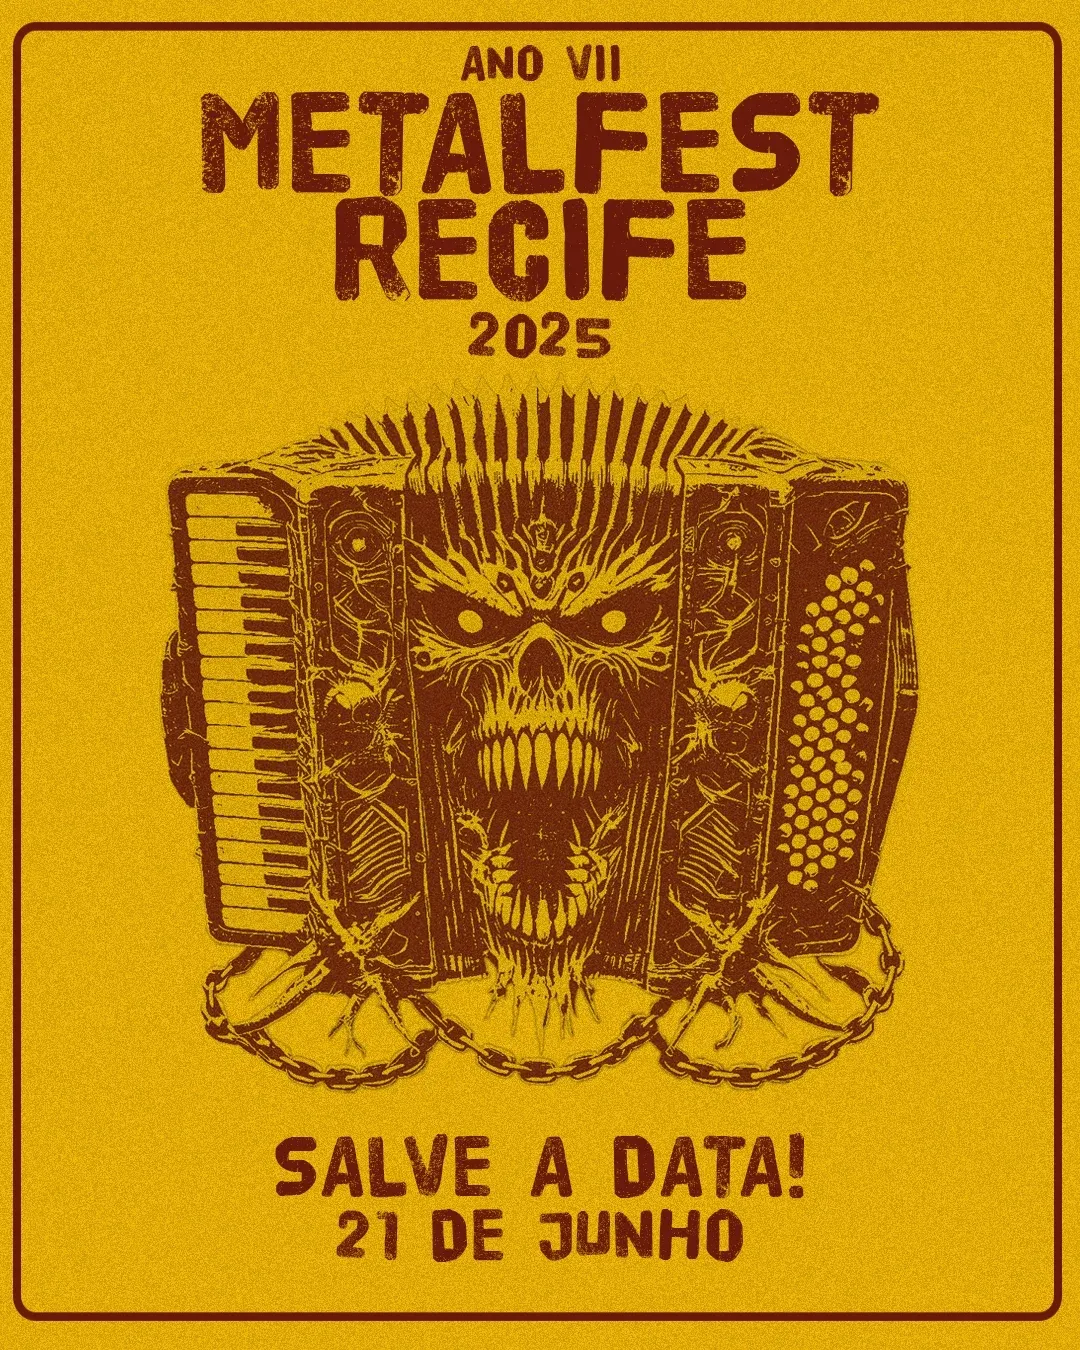 ANO VII
METALFEST
RECIFE
2025
SALVE A DATA!
21 DE JUNHO